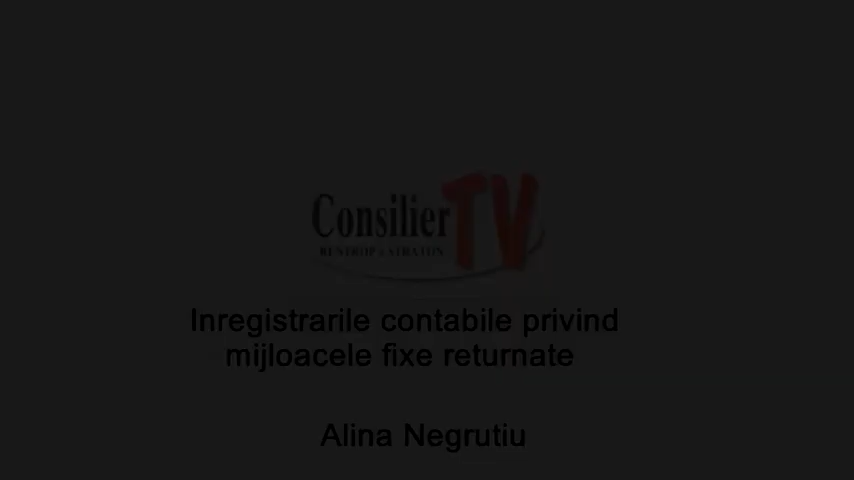 Consilier TV
RENTROP & STRATON
Inregistrarile contabile privind
mijloacele fixe returnate
Alina Negrutiu